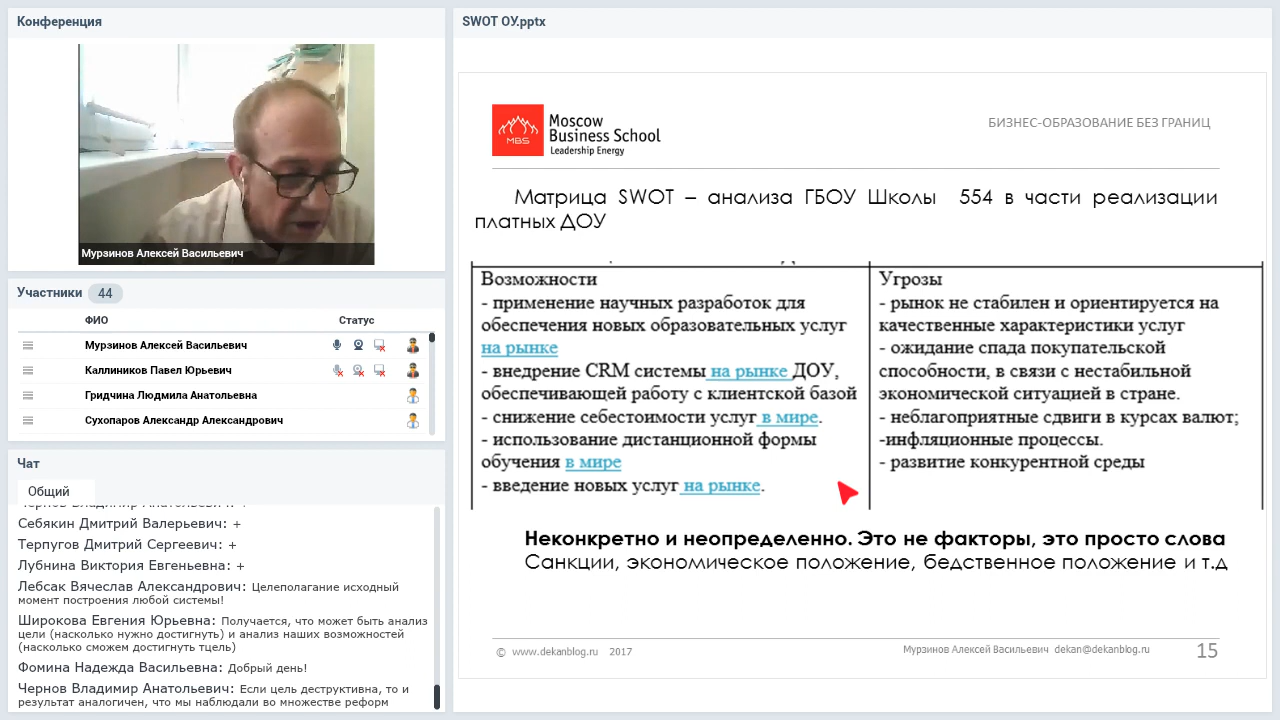 Конференция
Мурзинов Алексей Васильевич
Участники 44
ФИО Статус
Мурзинов Алексей Васильевич
Каллиников Павел Юрьевич
Гридчина Людмила Анатольевна
Сухопаров Александр Александрович
Чат
Общий
Чернов Владимир Анатольевич: +
Себякин Дмитрий Валерьевич: +
Терпугов Дмитрий Сергеевич: +
Лубнина Виктория Евгеньевна: +
Лебсак Вячеслав Александрович: Целеполагание исходный
момент построения любой системы!
Широкова Евгения Юрьевна: Получается, что может быть анализ
цели (насколько нужно достигнуть) и анализ наших возможностей
(насколько сможем достигнуть тцель)
Фомина Надежда Васильевна: Добрый день!
Чернов Владимир Анатольевич: Если цель деструктивна, то и
результат аналогичен, что мы наблюдали во множестве реформ
SWOT ОУ.pptx
MBS
Moscow
Business School
Leadership Energy
БИЗНЕС-ОБРАЗОВАНИЕ БЕЗ ГРАНИЦ
Матрица SWOT – анализа ГБОУ Школы 554 в части реализации
платных ДОУ
Возможности
- применение научных разработок для
обеспечения новых образовательных услуг
на рынке
- внедрение CRM системы на рынке ДОУ,
обеспечивающей работу с клиентской базой
- снижение себестоимости услуг в мире.
- использование дистанционной формы
обучения в мире
- введение новых услуг на рынке.
Угрозы
- рынок не стабилен и ориентируется на
качественные характеристики услуг
- ожидание спада покупательской
способности, в связи с нестабильной
экономической ситуацией в стране.
- неблагоприятные сдвиги в курсах валют;
-инфляционные процессы.
- развитие конкурентной среды
Неконкретно и неопределенно. Это не факторы, это просто слова
Санкции, экономическое положение, бедственное положение и т.д
© www.dekanblog.ru 2017
Мурзинов Алексей Васильевич dekan@dekanblog.ru
15